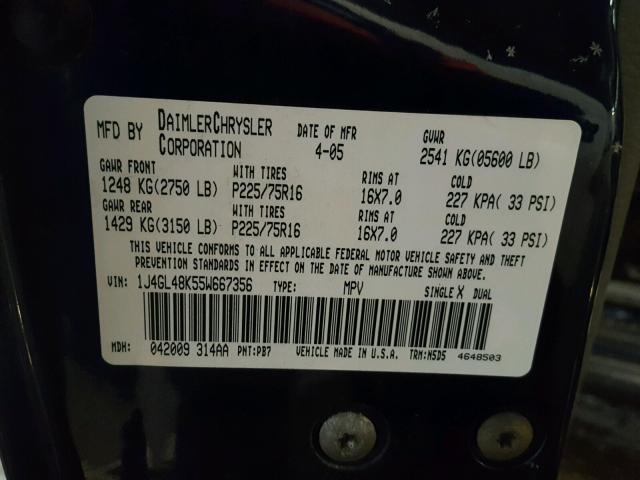 MFD BY DAIMLERCHRYSLER CORPORATION DATE OF MFR 4-05 GVWR 2541 KG(05600 LB)
GAWR FRONT WITH TIRES RIMS AT COLD
1248 KG(2750 LB) P225/75R16 16X7.0 227 KPA( 33 PSI)
GAWR REAR WITH TIRES RIMS AT COLD
1429 KG(3150 LB) P225/75R16 16X7.0 227 KPA( 33 PSI)
THIS VEHICLE CONFORMS TO ALL APPLICABLE FEDERAL MOTOR VEHICLE SAFETY AND THEFT
PREVENTION STANDARDS IN EFFECT ON THE DATE OF MANUFACTURE SHOWN ABOVE.
VIN: 1J4GL48K55W667356 TYPE: MPV SINGLE X DUAL
MDH: 042009 314AA PNT:PB7 VEHICLE MADE IN U.S.A. TRM:N5D5 4648503